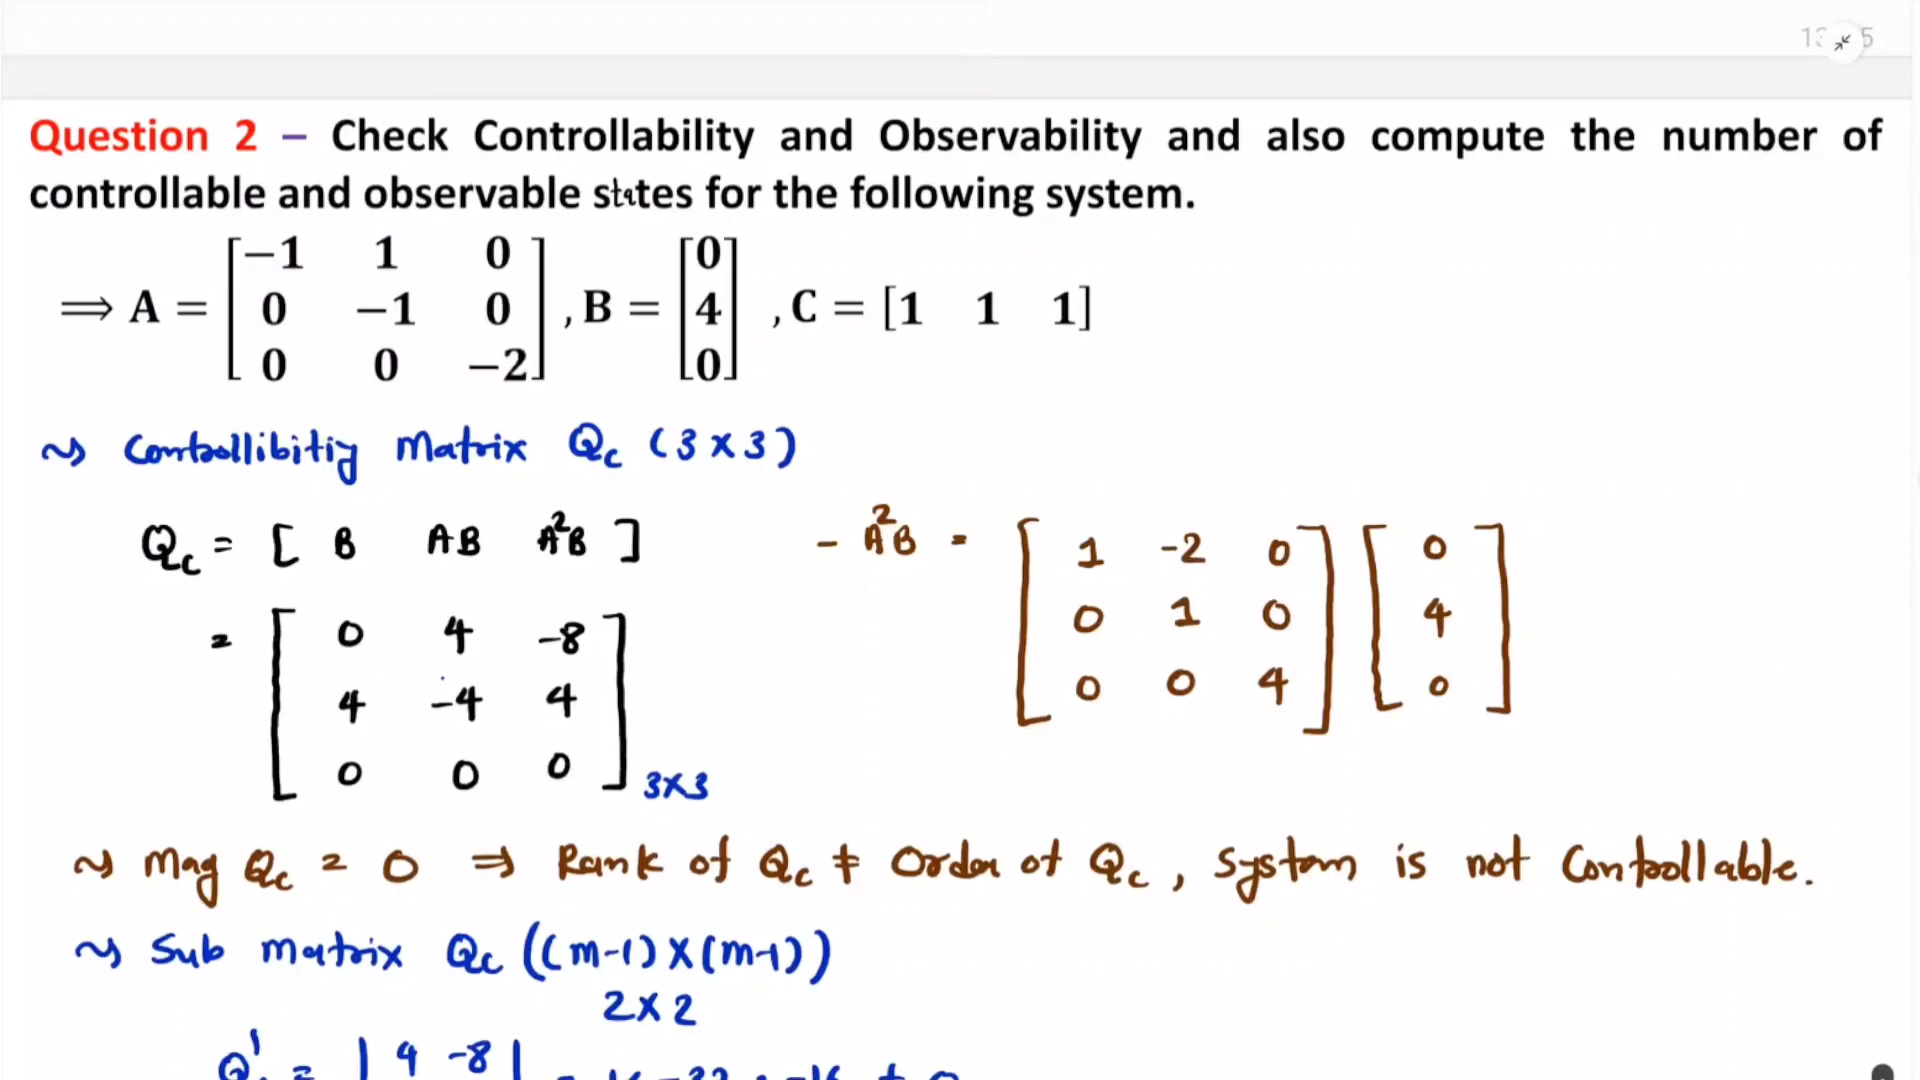 Question 2 – Check Controllability and Observability and also compute the number of
controllable and observable states for the following system.
⟹ A = [−1 1 0; 0 −1 0; 0 0 −2], B = [0; 4; 0], C = [1 1 1]
~> Controllibitiy Matrix Qc (3×3)
Qc = [ B AB A²B ]
- A²B = [1 -2 0; 0 1 0; 0 0 4] [0; 4; 0]
= [0 4 -8; 4 -4 4; 0 0 0] 3×3
~> Mag Qc = 0 ⇒ Rank of Qc ≠ Order of Qc, System is not Controllable.
~> Sub matrix Qc ((m-1)×(m-1))
2×2
| 4 -8 |